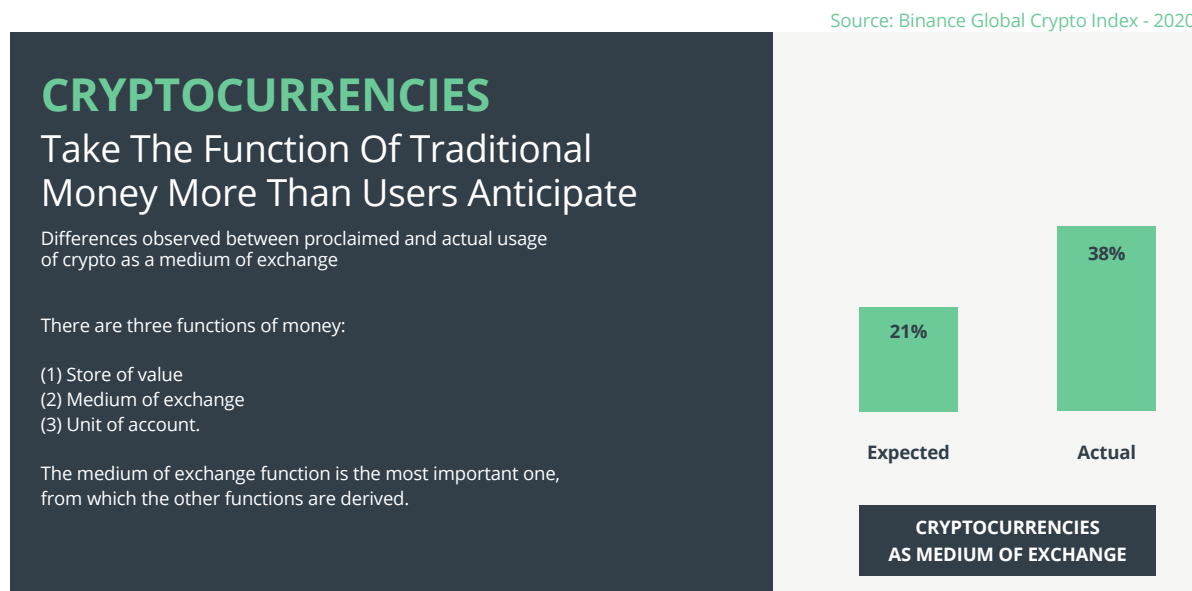 Source: Binance Global Crypto Index - 2020
CRYPTOCURRENCIES
Take The Function Of Traditional
Money More Than Users Anticipate
Differences observed between proclaimed and actual usage
of crypto as a medium of exchange
There are three functions of money:
(1) Store of value
(2) Medium of exchange
(3) Unit of account.
The medium of exchange function is the most important one,
from which the other functions are derived.
38%
21%
Expected
Actual
CRYPTOCURRENCIES
AS MEDIUM OF EXCHANGE